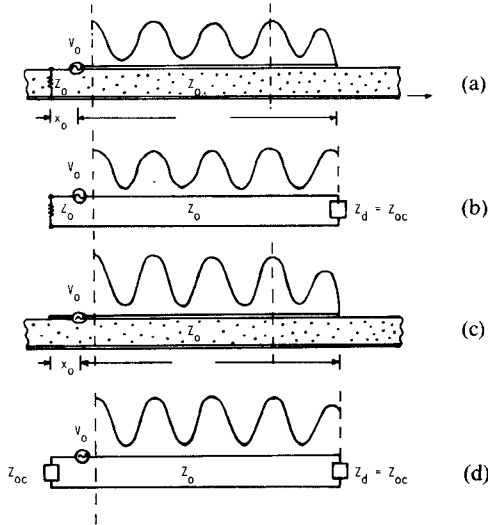 V₀
Z₀
Z₀
x₀
(a)
V₀
Z₀
Z₀
Z_d = Z_oc
(b)
V₀
Z₀
x₀
(c)
V₀
Z_oc
Z₀
Z_d = Z_oc
(d)